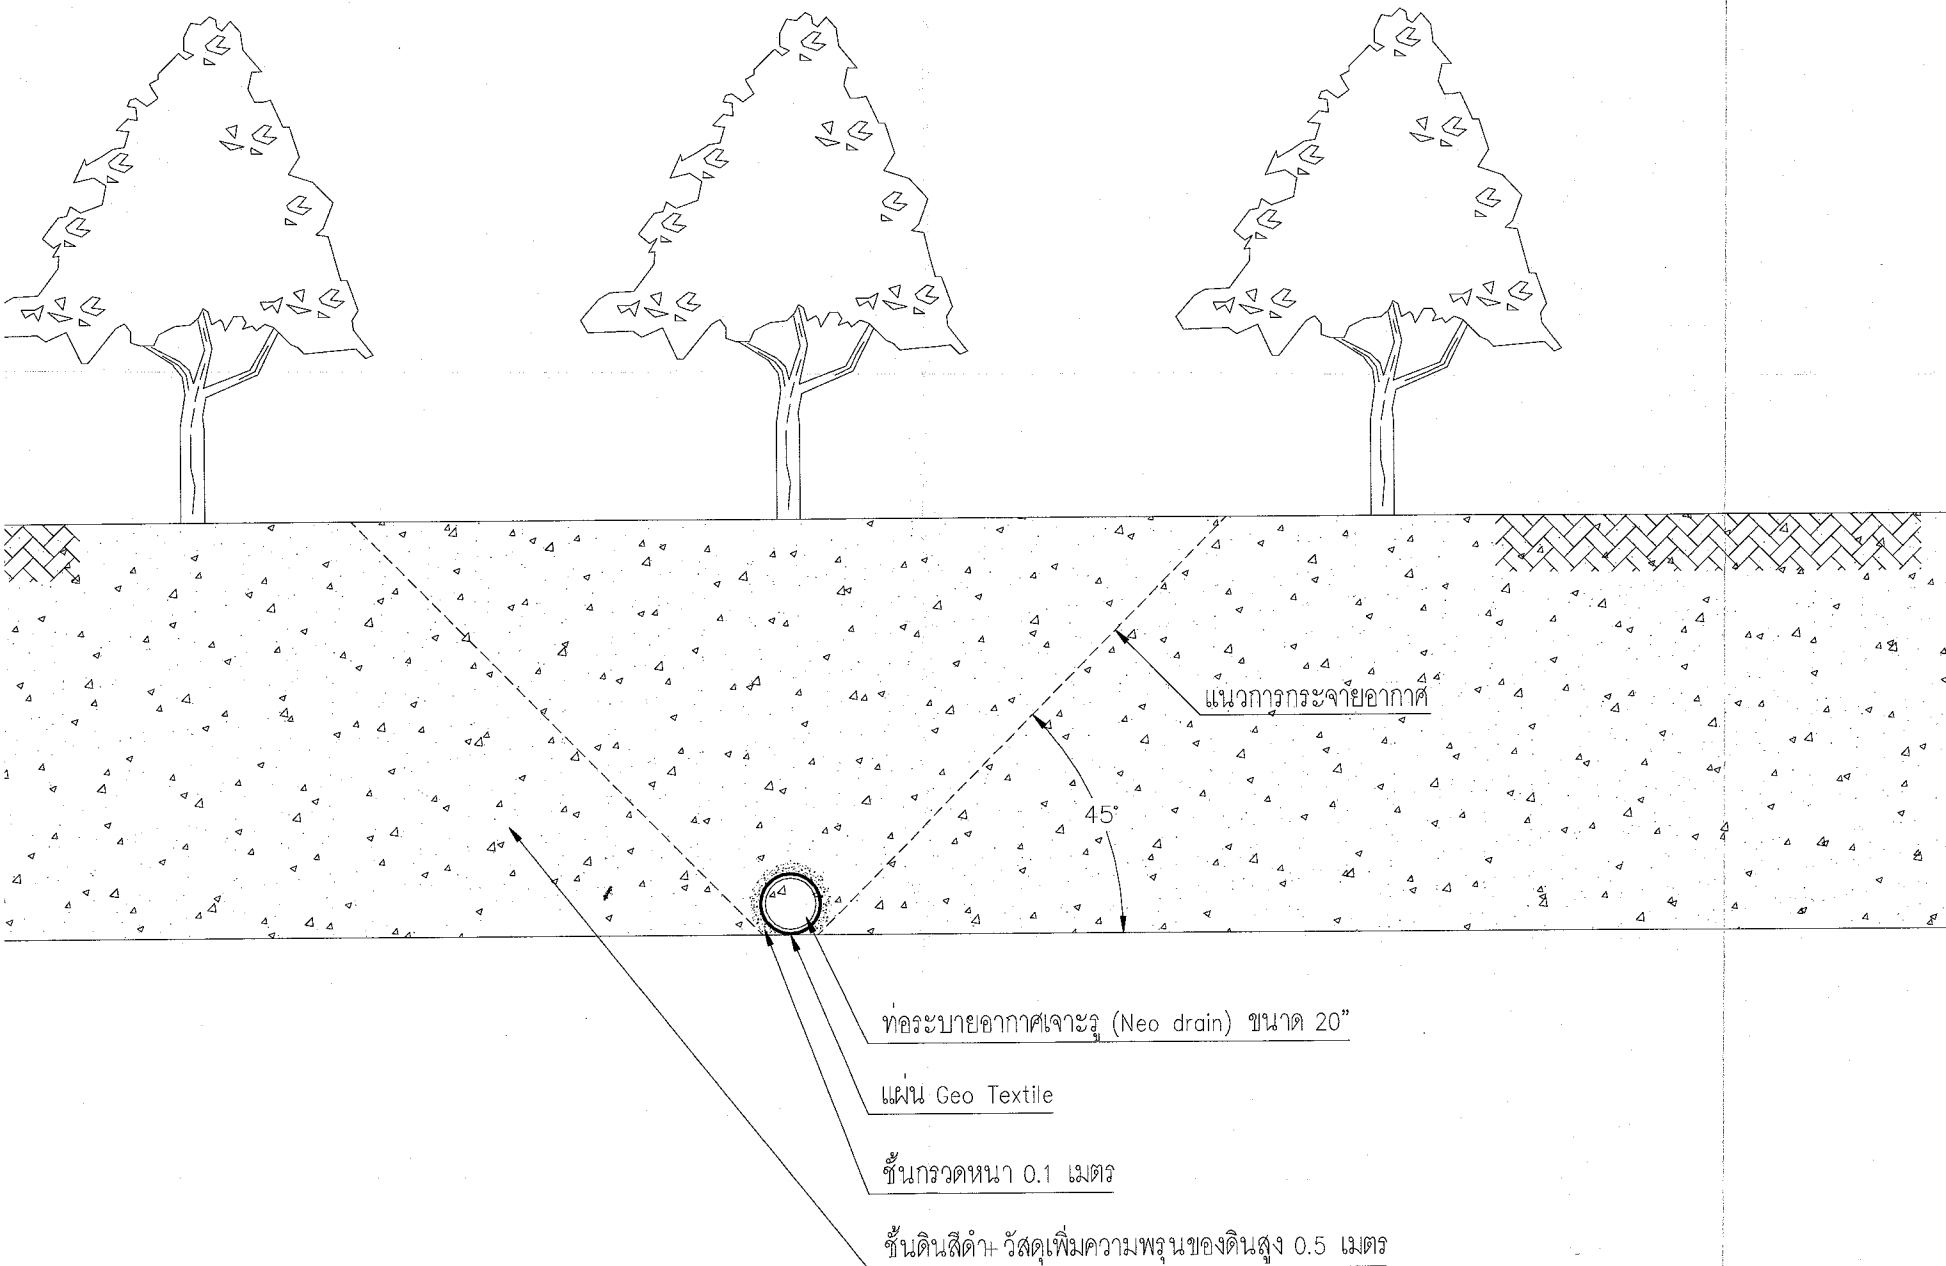 แนวการกระจายอากาศ
45°
ท่อระบายอากาศเจาะรู (Neo drain) ขนาด 20”
แผ่น Geo Textile
ชั้นกรวดหนา 0.1 เมตร
ชั้นดินสีดำ+ วัสดุเพิ่มความพรุนของดินสูง 0.5 เมตร